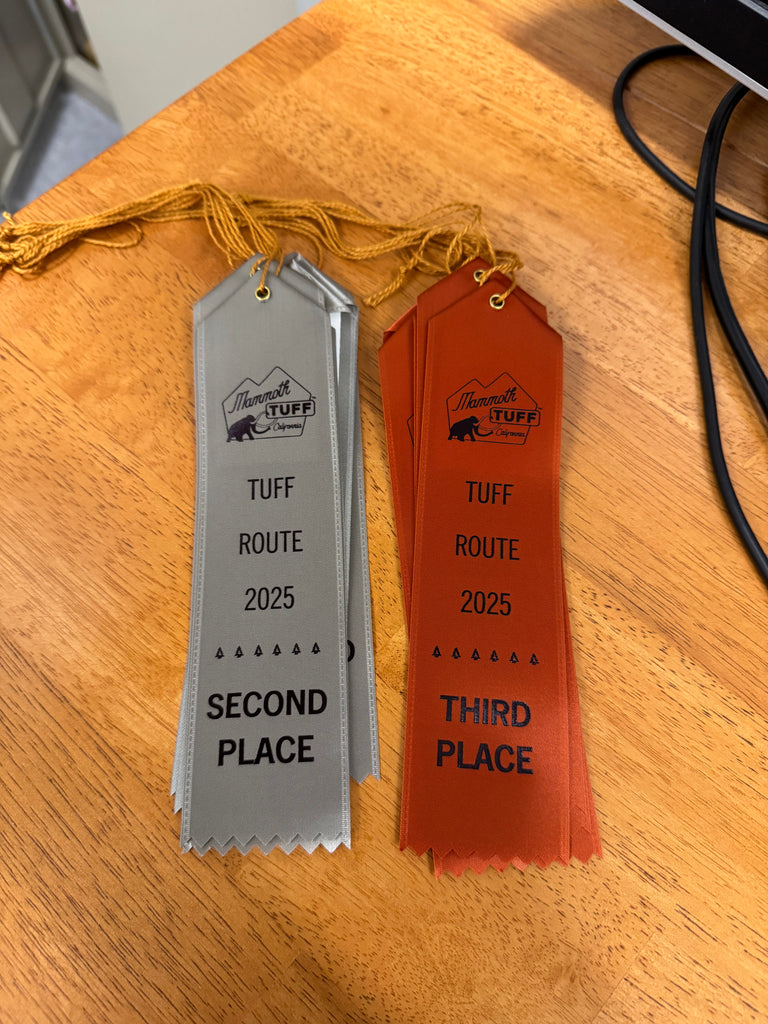 Mammoth
TUFF
California
TUFF
ROUTE
2025
SECOND
PLACE
Mammoth
TUFF
California
TUFF
ROUTE
2025
THIRD
PLACE